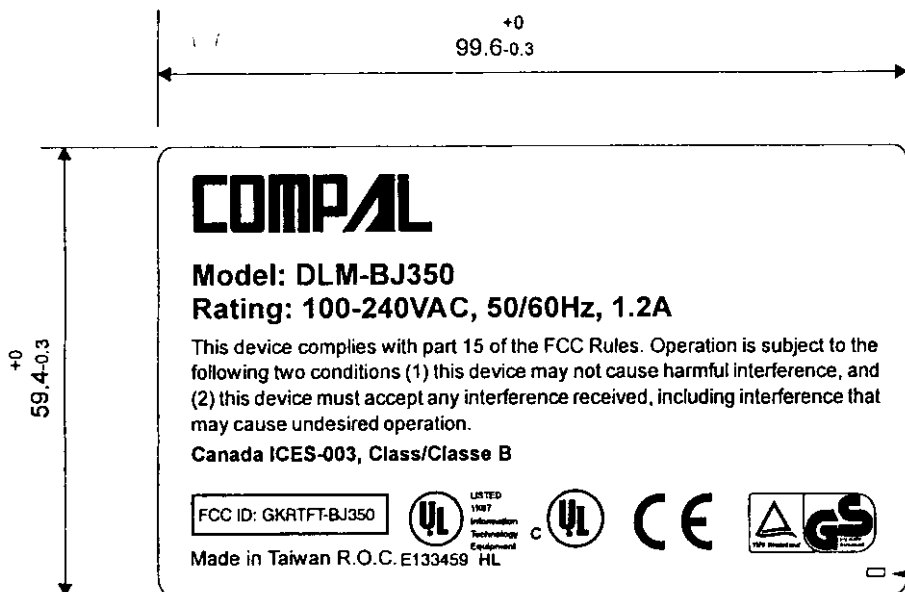 +0
99.6-0.3
+0
59.4-0.3
COMPAL
Model: DLM-BJ350
Rating: 100-240VAC, 50/60Hz, 1.2A
This device complies with part 15 of the FCC Rules. Operation is subject to the
following two conditions (1) this device may not cause harmful interference, and
(2) this device must accept any interference received, including interference that
may cause undesired operation.
Canada ICES-003, Class/Classe B
FCC ID: GKRTFT-BJ350
UL
LISTED
Information
Technology
Equipment
C
UL
CE
GS
Made in Taiwan R.O.C. E133459 HL